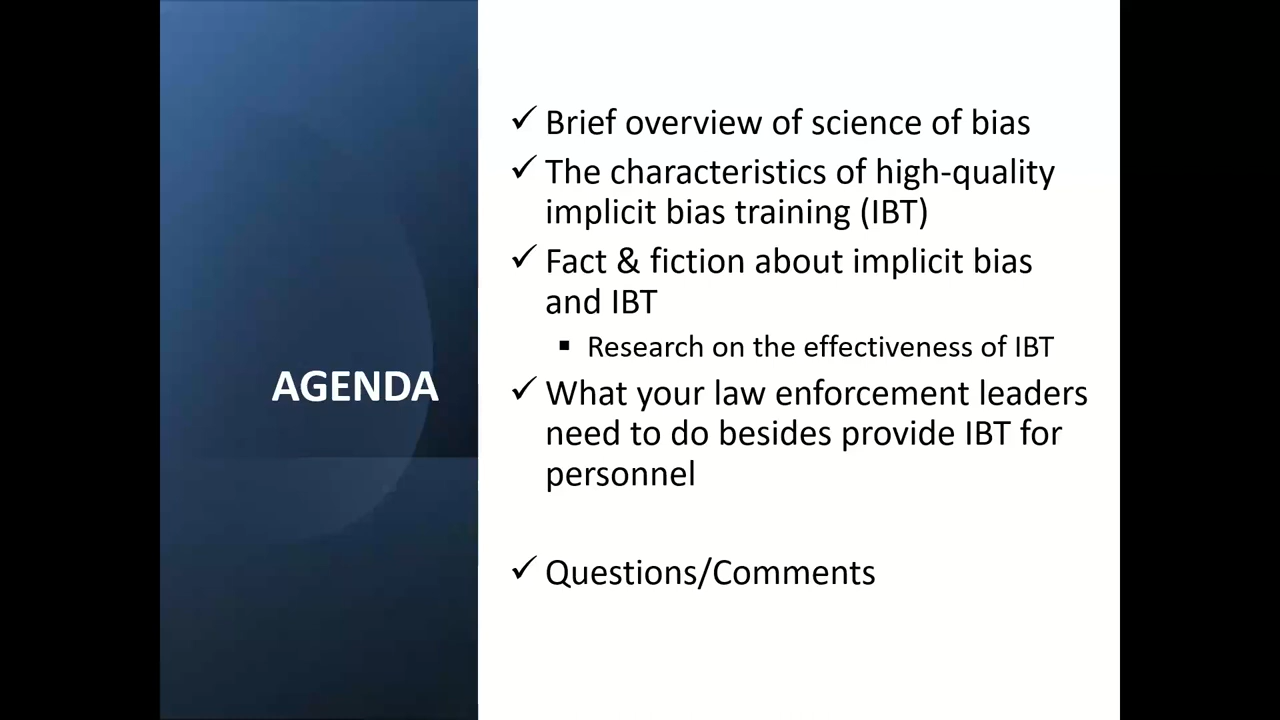 AGENDA
Brief overview of science of bias
The characteristics of high-quality
implicit bias training (IBT)
Fact & fiction about implicit bias
and IBT
Research on the effectiveness of IBT
What your law enforcement leaders
need to do besides provide IBT for
personnel
Questions/Comments